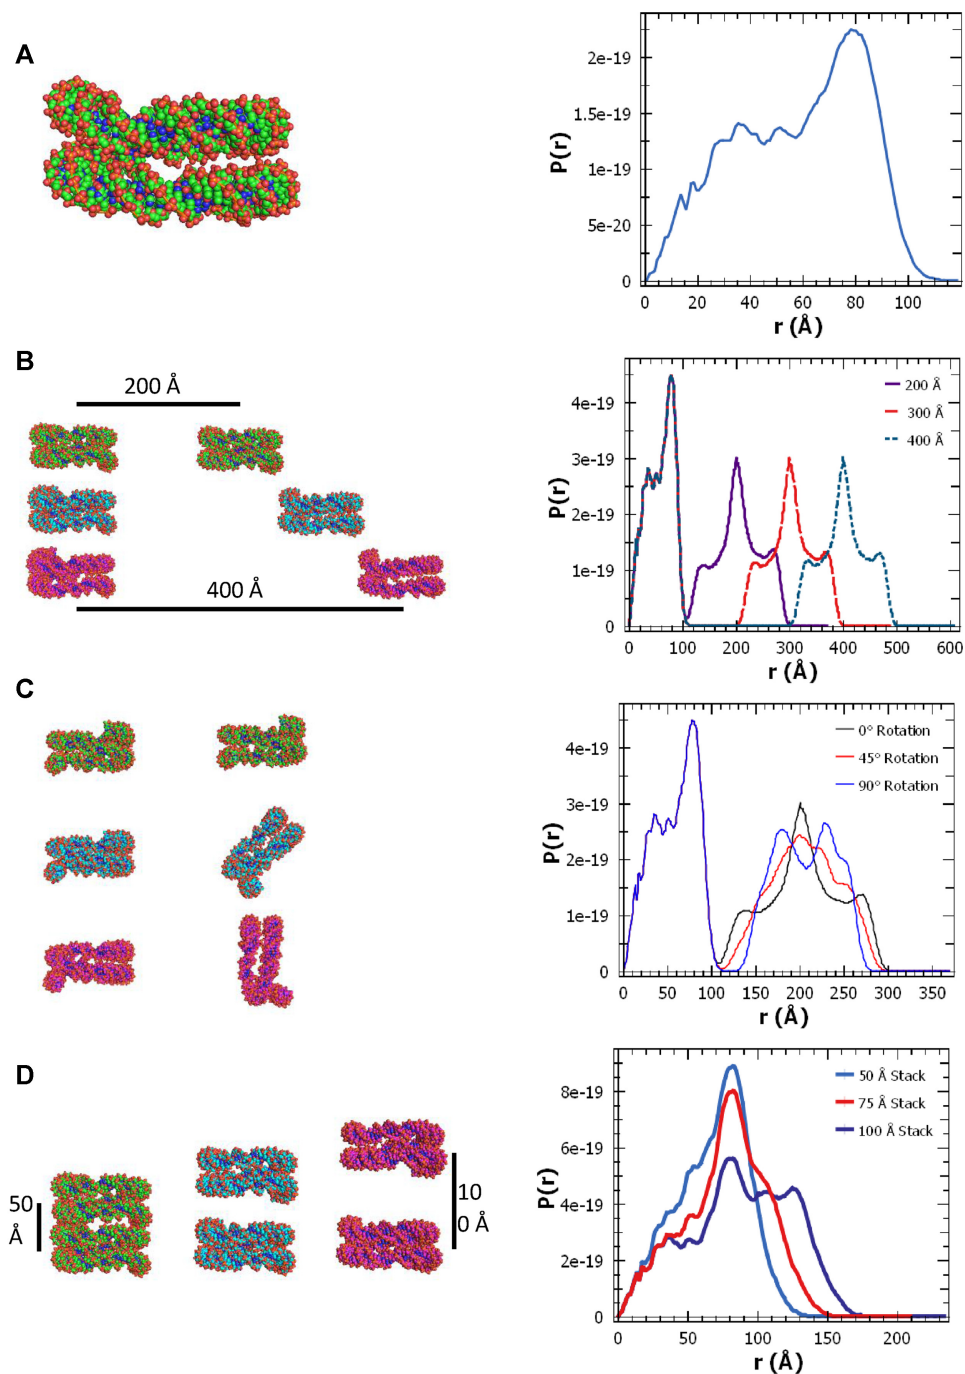 A
P(r)
2e-19
1.5e-19
1e-19
5e-20
0
0 20 40 60 80 100
r (Å)
B
200 Å
400 Å
P(r)
4e-19
3e-19
2e-19
1e-19
0
200 Å
300 Å
400 Å
0 100 200 300 400 500 600
r (Å)
C
P(r)
4e-19
3e-19
2e-19
1e-19
0
0° Rotation
45° Rotation
90° Rotation
0 50 100 150 200 250 300 350
r (Å)
D
50
Å
10
0 Å
P(r)
8e-19
6e-19
4e-19
2e-19
0
50 Å Stack
75 Å Stack
100 Å Stack
0 50 100 150 200
r (Å)